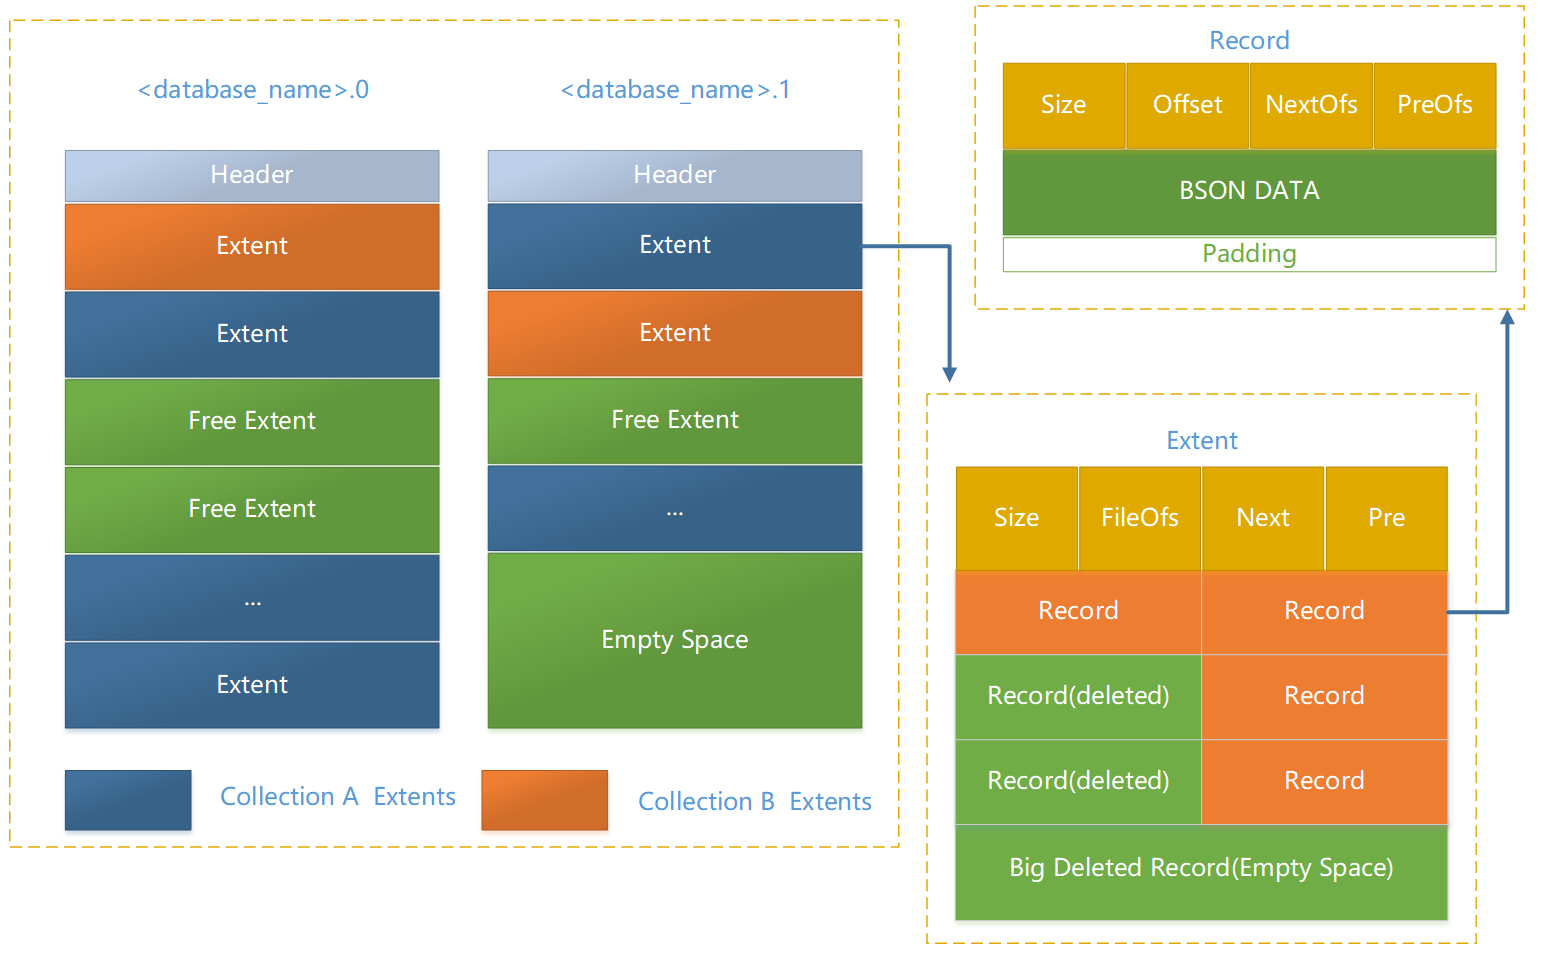 <database_name>.0
Header
Extent
Extent
Free Extent
Free Extent
...
Extent
<database_name>.1
Header
Extent
Extent
Free Extent
...
Empty Space
Collection A  Extents
Collection B  Extents
Record
Size Offset NextOfs PreOfs
BSON DATA
Padding
Extent
Size FileOfs Next Pre
Record Record
Record(deleted) Record
Record(deleted) Record
Big Deleted Record(Empty Space)